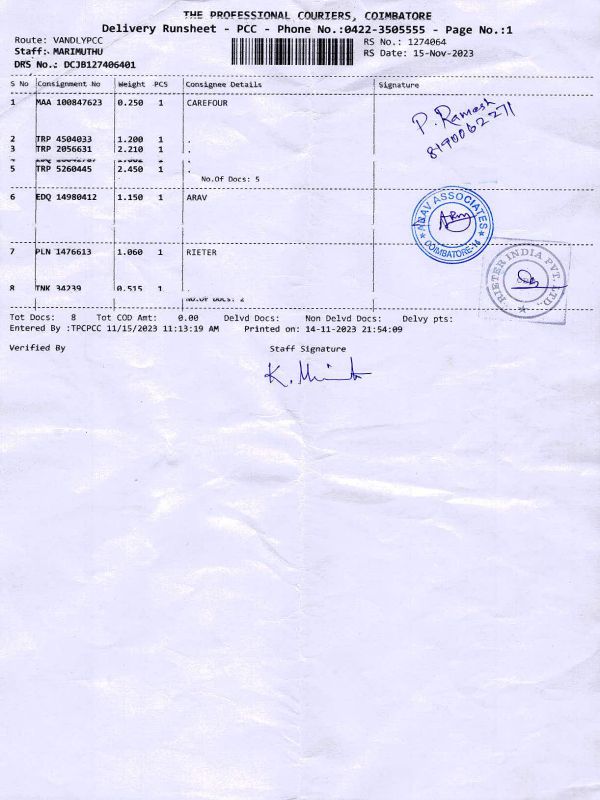 THE PROFESSIONAL COURIERS, COIMBATORE
Delivery Runsheet - PCC - Phone No.:0422-3505555 - Page No.:1
Route: VANDLYPCC RS No.: 1274064
Staff: MARIMUTHU RS Date: 15-Nov-2023
DRS No.: DCJB127406401
S No Consignment No Weight PCS Consignee Details Signature
1 MAA 100847623 0.250 1 CAREFOUR
P. Ramesh
8190062271
2 TRP 4504033 1.200 1 .
3 TRP 2056631 2.210 1 .
5 TRP 5260445 2.450 1 .
No.Of Docs: 5
6 EDQ 14980412 1.150 1 ARAV
ARAV ASSOCIATES
COIMBATORE-14
7 PLN 1476613 1.060 1 RIETER
RIETER INDIA PVT. LTD.,
8 TNK 34239 0.515 1 .
No.Of Docs: 2
Tot Docs: 8 Tot COD Amt: 0.00 Delvd Docs: Non Delvd Docs: Delvy pts:
Entered By :TPCPCC 11/15/2023 11:13:19 AM Printed on: 14-11-2023 21:54:09
Verified By Staff Signature